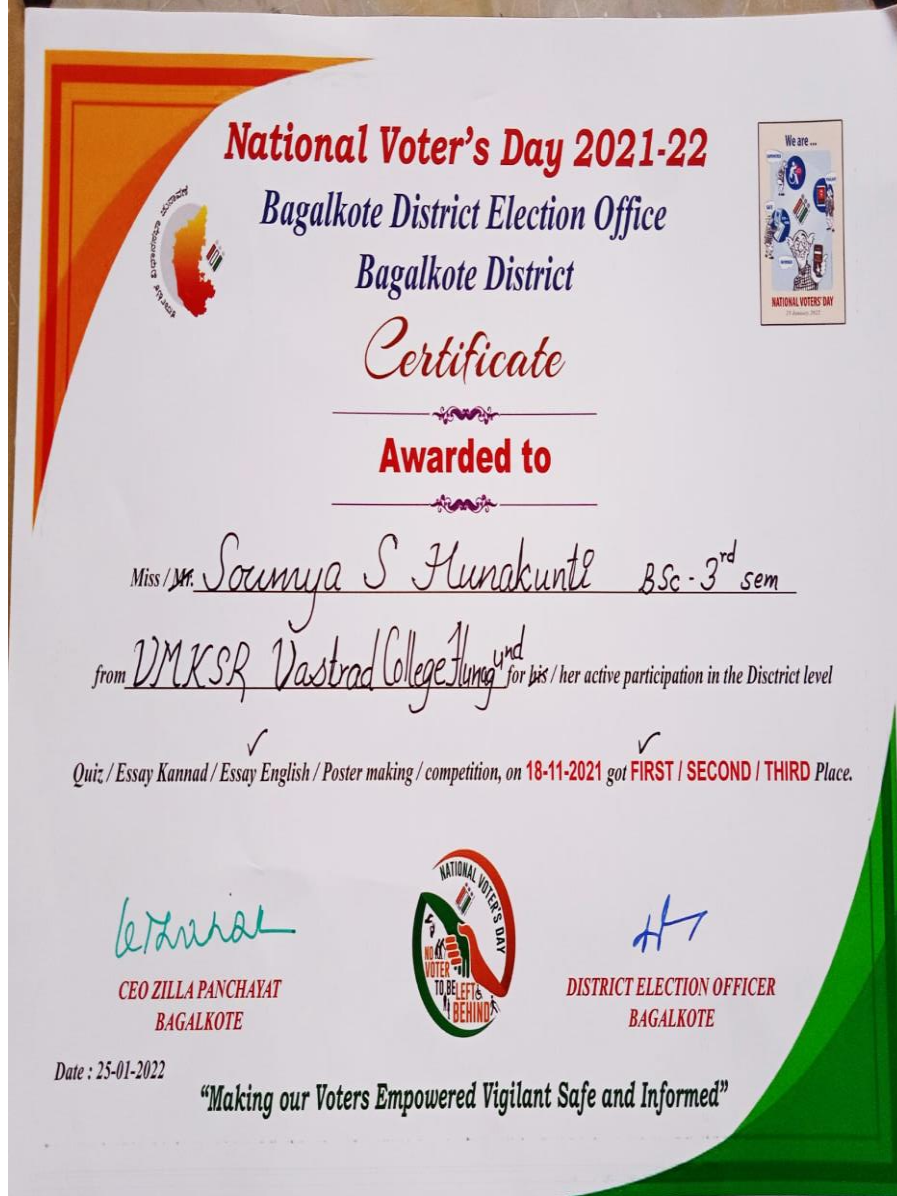 National Voter's Day 2021-22
Bagalkote District Election Office
Bagalkote District
We are ...
NATIONAL VOTERS' DAY
25 January 2022
Certificate
Awarded to
Miss / Mr. Soumya S Hunakunti BSc - 3rd sem
from VMKSR Vastrad College Hunagund for his / her active participation in the Disctrict level
Quiz / Essay Kannad / Essay English / Poster making / competition, on 18-11-2021 got FIRST / SECOND / THIRD Place.
NATIONAL VOTER'S DAY
NO
VOTER
TO BE LEFT
BEHIND
CEO ZILLA PANCHAYAT
BAGALKOTE
DISTRICT ELECTION OFFICER
BAGALKOTE
Date : 25-01-2022
"Making our Voters Empowered Vigilant Safe and Informed"